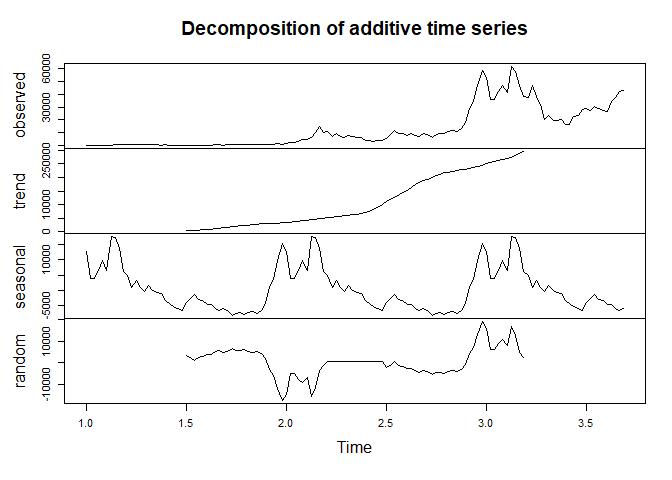 Decomposition of additive time series
observed
30000 60000
trend
0 10000 250000
seasonal
-5000 10000
random
-10000 10000
1.0 1.5 2.0 2.5 3.0 3.5
Time